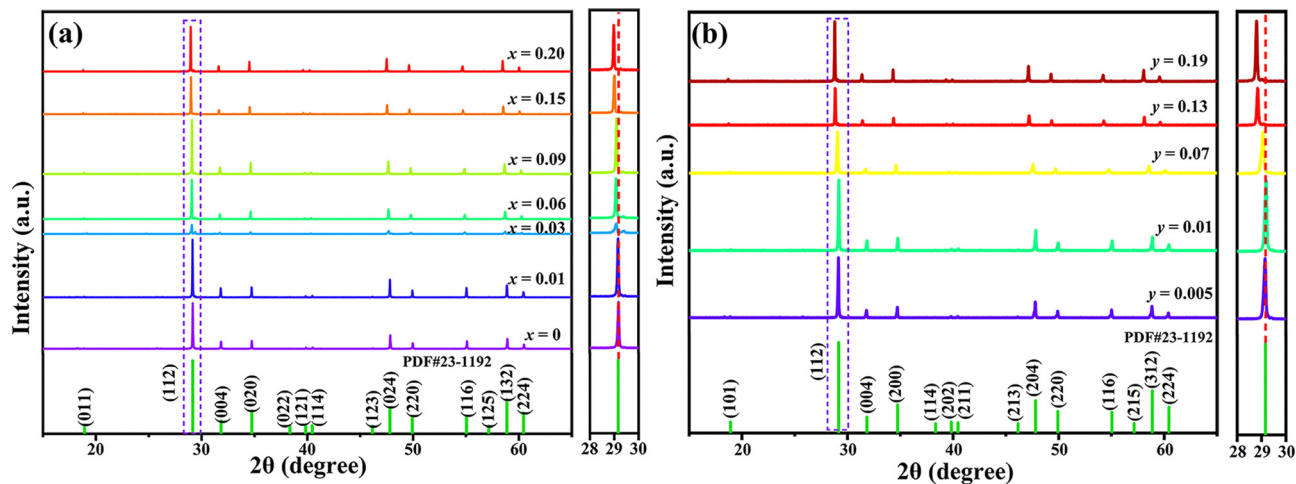 (a)
x = 0.20
x = 0.15
x = 0.09
x = 0.06
x = 0.03
x = 0.01
x = 0
PDF#23-1192
(011)
(112)
(004)
(020)
(022)
(121)
(114)
(123)
(024)
(220)
(116)
(125)
(132)
(224)
20 30 40 50 60
28 29 30
2θ (degree)
Intensity (a.u.)
(b)
y = 0.19
y = 0.13
y = 0.07
y = 0.01
y = 0.005
PDF#23-1192
(101)
(112)
(004)
(200)
(114)
(202)
(211)
(213)
(204)
(220)
(116)
(215)
(312)
(224)
20 30 40 50 60
28 29 30
2θ (degree)
Intensity (a.u.)